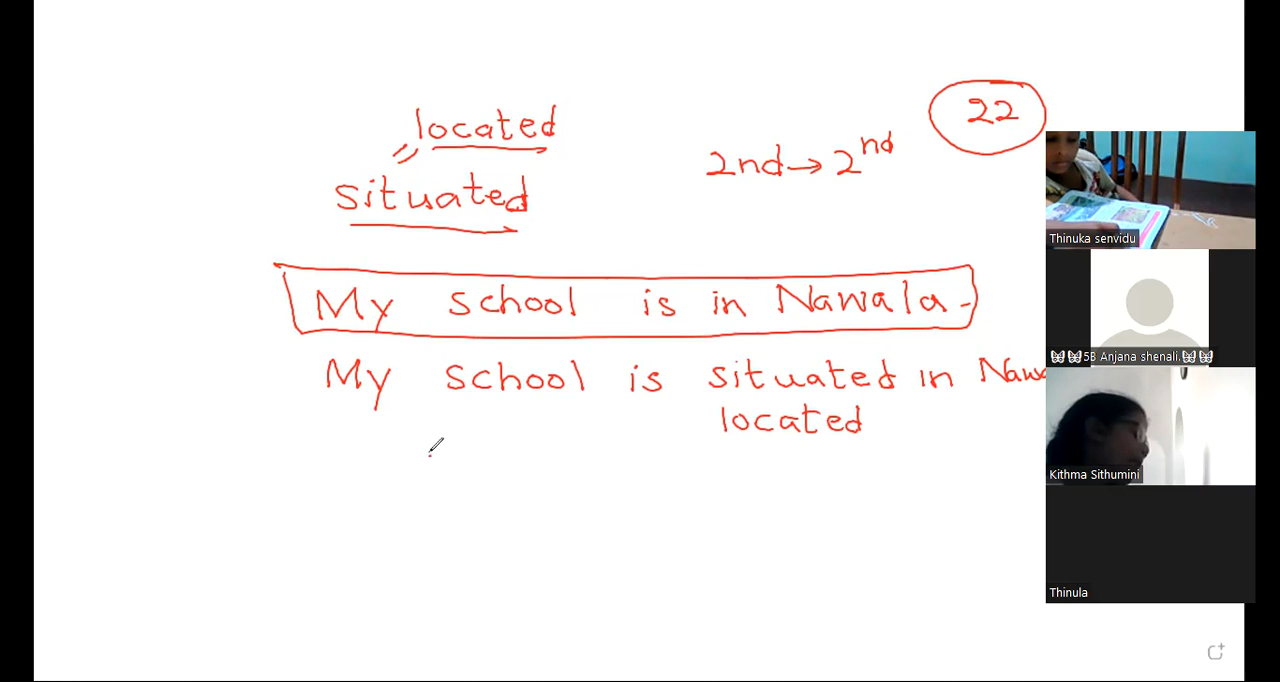 located
22
2nd → 2nd
situated
My school is in Nawala -
My school is situated in
located
Thinuka senvidu
5B Anjana shenali.
Kithma Sithumini
Thinula